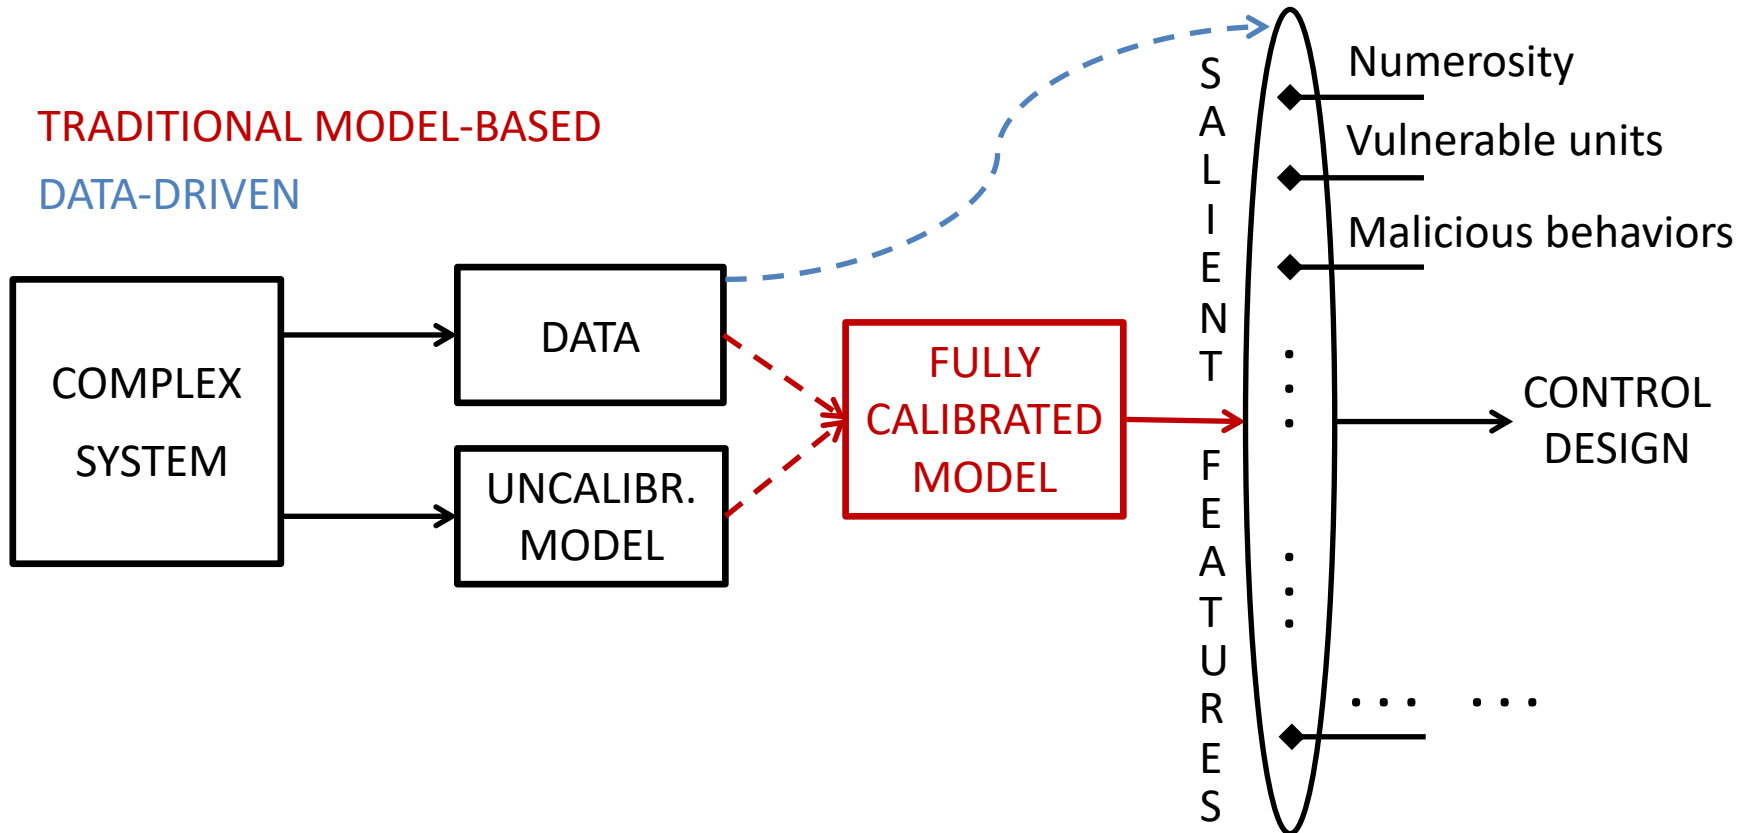 TRADITIONAL MODEL-BASED
DATA-DRIVEN
COMPLEX
SYSTEM
DATA
UNCALIBR.
MODEL
FULLY
CALIBRATED
MODEL
SALIENT FEATURES
Numerosity
Vulnerable units
Malicious behaviors
... ...
CONTROL
DESIGN